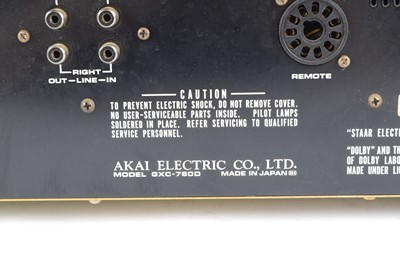 RIGHT
OUT-LINE-IN
REMOTE
CAUTION
TO PREVENT ELECTRIC SHOCK, DO NOT REMOVE COVER.
NO USER-SERVICEABLE PARTS INSIDE. PILOT LAMPS
SOLDERED IN PLACE. REFER SERVICING TO QUALIFIED
SERVICE PERSONNEL.
"STAAR ELECTR
"DOLBY" AND TH
OF DOLBY LABO
MADE UNDER LI
AKAI ELECTRIC CO., LTD.
MODEL GXC-760D MADE IN JAPAN